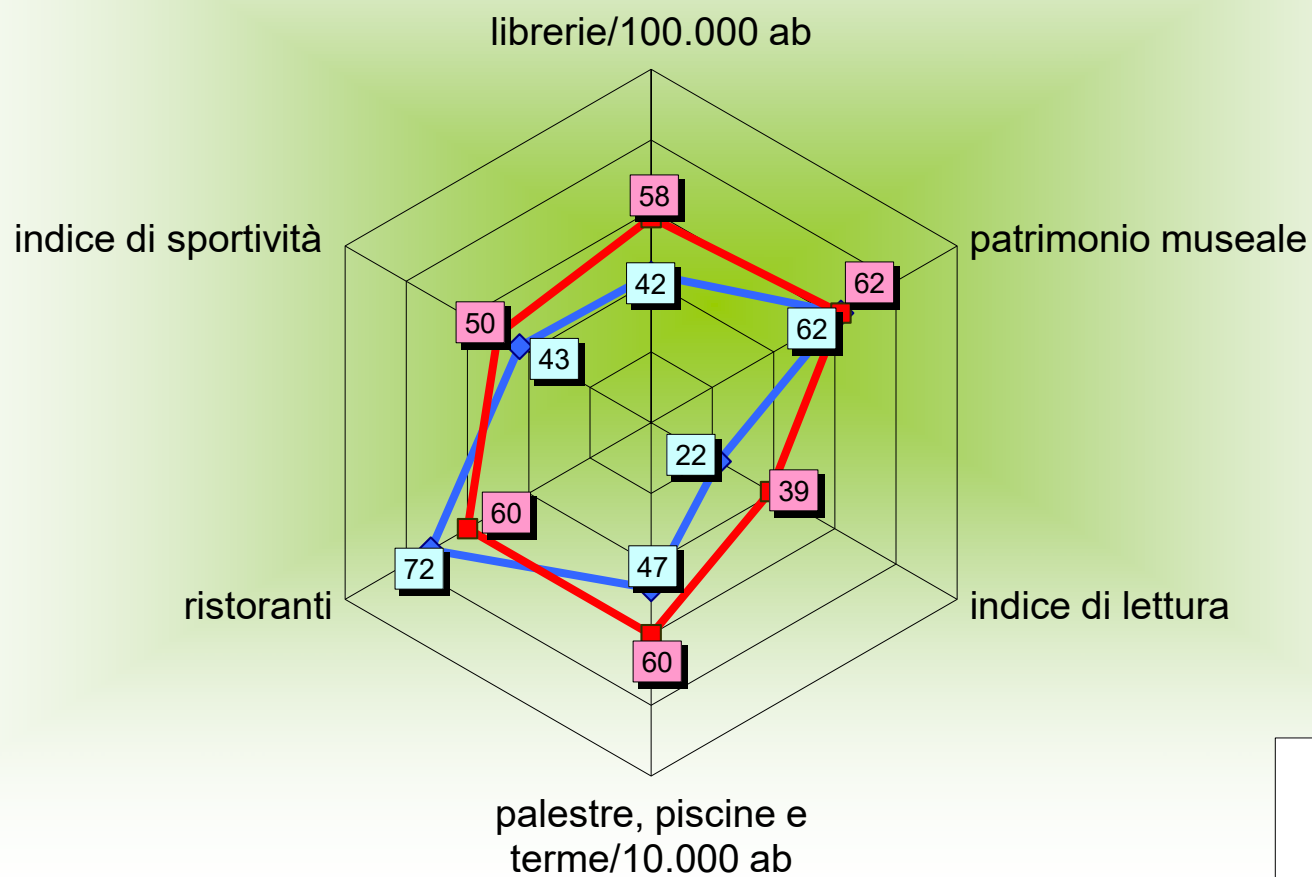 librerie/100.000 ab
58
indice di sportività
patrimonio museale
62
42
50
62
43
22
39
60
72
47
ristoranti
indice di lettura
60
palestre, piscine e
terme/10.000 ab